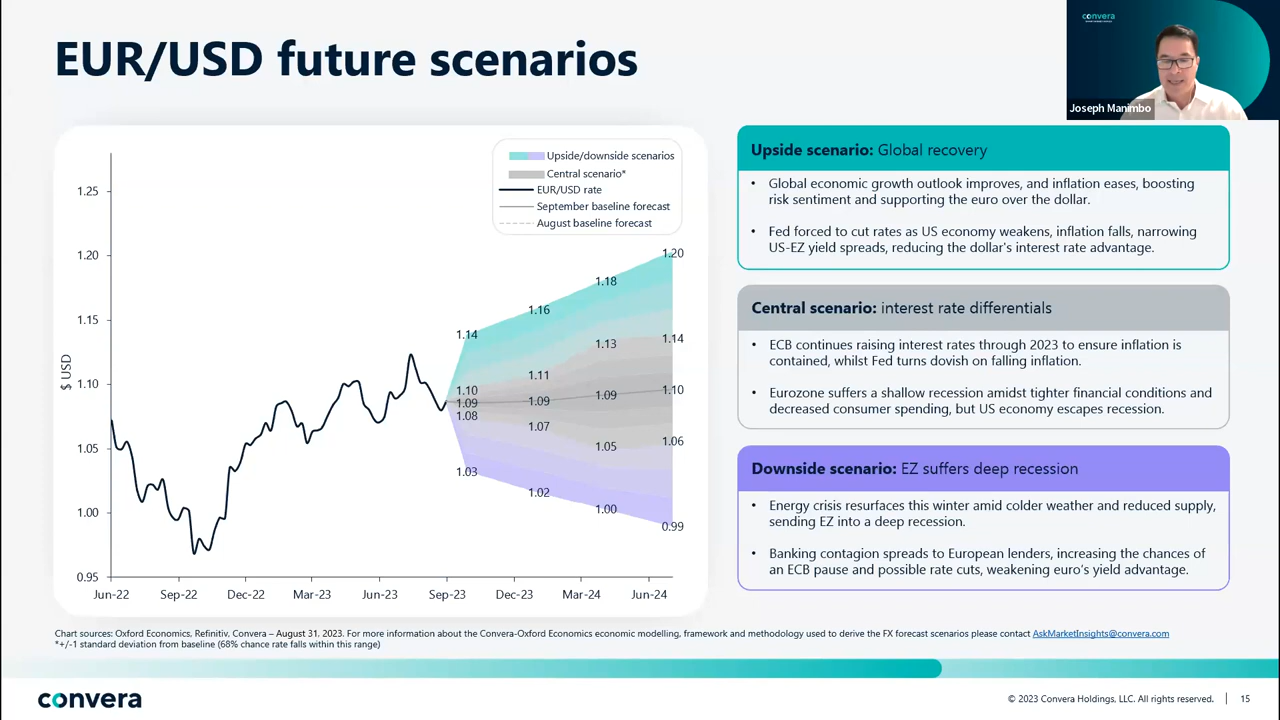 EUR/USD future scenarios
convera
Joseph Manimbo
Upside/downside scenarios
Central scenario*
EUR/USD rate
September baseline forecast
August baseline forecast
$ USD
1.25
1.20
1.15
1.10
1.05
1.00
0.95
Jun-22 Sep-22 Dec-22 Mar-23 Jun-23 Sep-23 Dec-23 Mar-24 Jun-24
1.14 1.16 1.18 1.20
1.10 1.11 1.13 1.14
1.09 1.09 1.09 1.10
1.08 1.07 1.05 1.06
1.03 1.02 1.00 0.99
Upside scenario: Global recovery
• Global economic growth outlook improves, and inflation eases, boosting
risk sentiment and supporting the euro over the dollar.
• Fed forced to cut rates as US economy weakens, inflation falls, narrowing
US-EZ yield spreads, reducing the dollar's interest rate advantage.
Central scenario: interest rate differentials
• ECB continues raising interest rates through 2023 to ensure inflation is
contained, whilst Fed turns dovish on falling inflation.
• Eurozone suffers a shallow recession amidst tighter financial conditions and
decreased consumer spending, but US economy escapes recession.
Downside scenario: EZ suffers deep recession
• Energy crisis resurfaces this winter amid colder weather and reduced supply,
sending EZ into a deep recession.
• Banking contagion spreads to European lenders, increasing the chances of
an ECB pause and possible rate cuts, weakening euro's yield advantage.
Chart sources: Oxford Economics, Refinitiv, Convera – August 31, 2023. For more information about the Convera-Oxford Economics economic modelling, framework and methodology used to derive the FX forecast scenarios please contact AskMarketInsights@convera.com
*+/-1 standard deviation from baseline (68% chance rate falls within this range)
convera
© 2023 Convera Holdings, LLC. All rights reserved. | 15